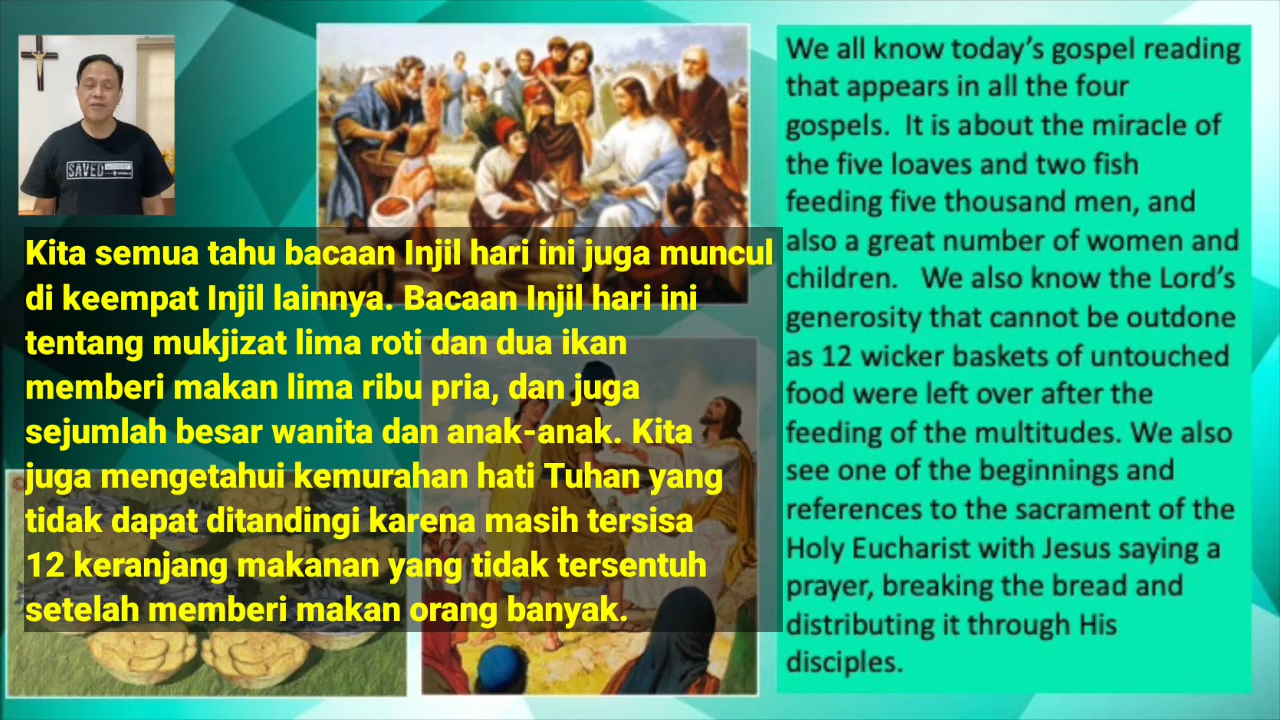 SAVED
Kita semua tahu bacaan Injil hari ini juga muncul
di keempat Injil lainnya. Bacaan Injil hari ini
tentang mukjizat lima roti dan dua ikan
memberi makan lima ribu pria, dan juga
sejumlah besar wanita dan anak-anak. Kita
juga mengetahui kemurahan hati Tuhan yang
tidak dapat ditandingi karena masih tersisa
12 keranjang makanan yang tidak tersentuh
setelah memberi makan orang banyak.
We all know today’s gospel reading
that appears in all the four
gospels. It is about the miracle of
the five loaves and two fish
feeding five thousand men, and
also a great number of women and
children. We also know the Lord’s
generosity that cannot be outdone
as 12 wicker baskets of untouched
food were left over after the
feeding of the multitudes. We also
see one of the beginnings and
references to the sacrament of the
Holy Eucharist with Jesus saying a
prayer, breaking the bread and
distributing it through His
disciples.